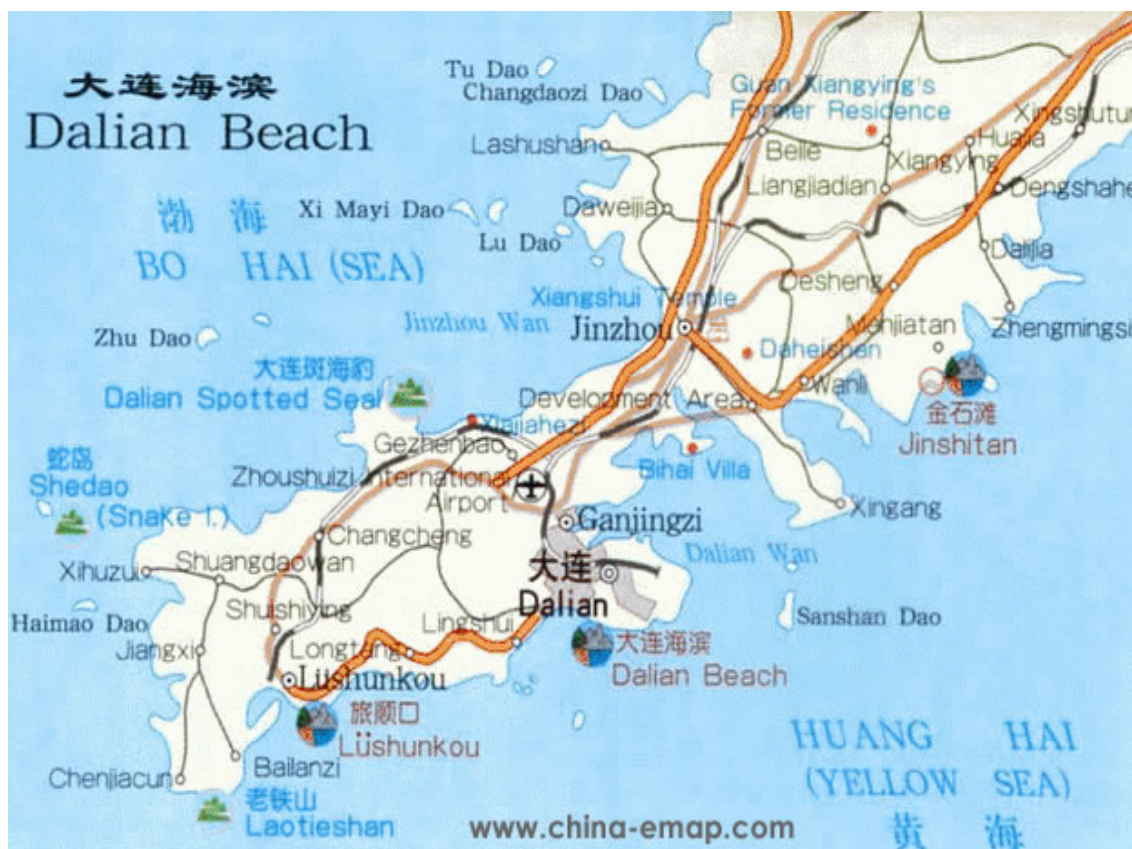 大连海滨
Dalian Beach
Tu Dao
Changdaozi Dao
Guan Xiangying's
Former Residence
Xingshutun
Lashushan
Beile
Xiangying
Huajia
Liangjiadian
Dengshahe
渤 海
BO HAI (SEA)
Xi Mayi Dao
Daweijia
Lu Dao
Dalijia
Desheng
Xiangshui Temple
Jinzhou Wan
Jinzhou
Menjiatan
Zhengmingsi
Zhu Dao
Daheishan
大连斑海豹
Dalian Spotted Seal
Development Area
Wanli
金石滩
Jinshitan
Xiajiahezi
Gezhenbao
蛇岛
Shedao
(Snake I.)
Zhoushuizi International
Airport
Bihai Villa
Ganjingzi
Xingang
Changcheng
Dalian Wan
Xihuzui
Shuangdaowan
大连
Dalian
Haimao Dao
Shuishiying
Lingshui
Sanshan Dao
Jiangxi
Longtang
大连海滨
Dalian Beach
Lüshunkou
旅顺口
Lüshunkou
HUANG HAI
(YELLOW SEA)
黄 海
Chenjiacun
Bailanzi
老铁山
Laotieshan
www.china-emap.com